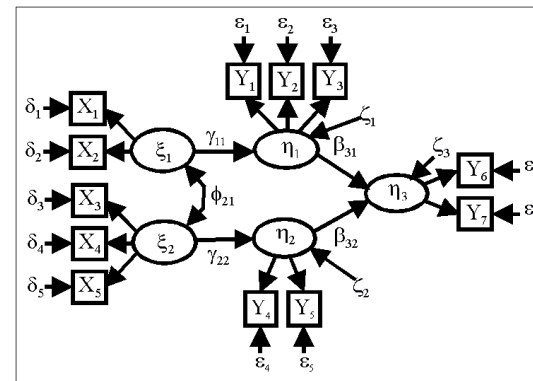 ε₁ ε₂ ε₃
Y₁ Y₂ Y₃
δ₁ X₁
ζ₁
δ₂ X₂
ξ₁ γ₁₁ η₁ β₃₁
ζ₃
Y₆ ε
η₃
δ₃ X₃
ϕ₂₁
Y₇ ε
δ₄ X₄
ξ₂ γ₂₂ η₂ β₃₂
δ₅ X₅
ζ₂
Y₄ Y₅
ε₄ ε₅